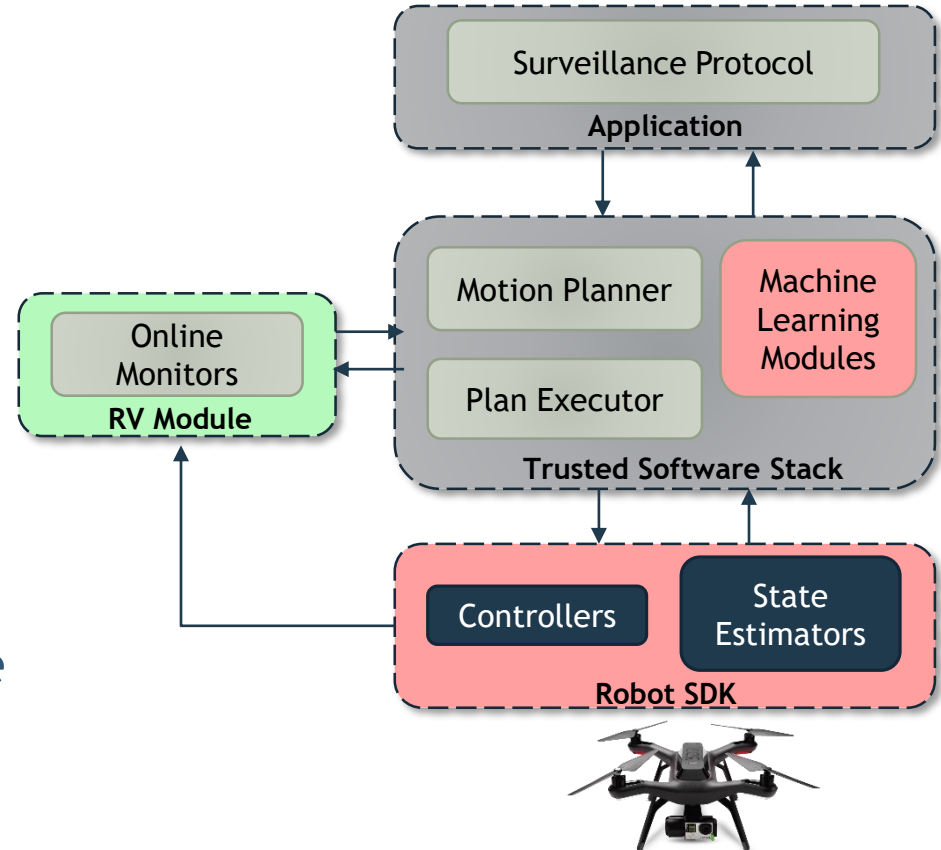 Surveillance Protocol
Application
Motion Planner
Machine
Learning
Modules
Plan Executor
Trusted Software Stack
Online
Monitors
RV Module
Controllers
State
Estimators
Robot SDK
e